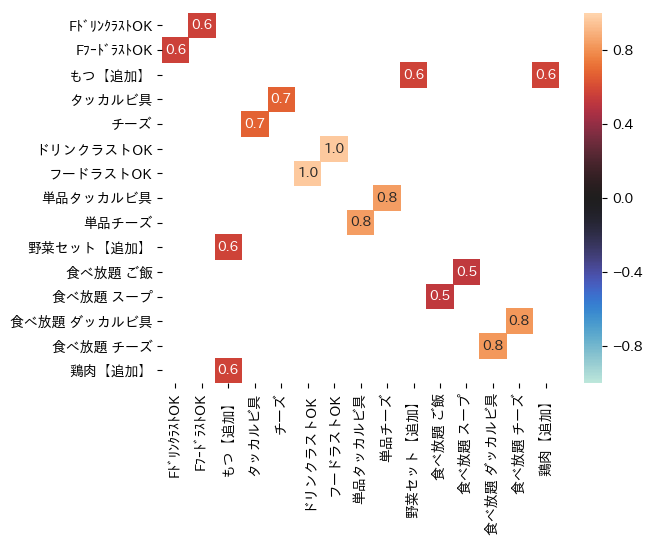 FﾄﾞﾘﾝｸﾗｽﾄOK
FﾌｰﾄﾞﾗｽﾄOK
もつ【追加】
タッカルビ具
チーズ
ドリンクラストOK
フードラストOK
単品タッカルビ具
単品チーズ
野菜セット【追加】
食べ放題 ご飯
食べ放題 スープ
食べ放題 ダッカルビ具
食べ放題 チーズ
鶏肉【追加】
0.6
0.6
0.6 0.6
0.7
0.7
1.0
1.0
0.8
0.8
0.6
0.5
0.5
0.8
0.8
0.6
FﾄﾞﾘﾝｸﾗｽﾄOK
FﾌｰﾄﾞﾗｽﾄOK
もつ【追加】
タッカルビ具
チーズ
ドリンクラストOK
フードラストOK
単品タッカルビ具
単品チーズ
野菜セット【追加】
食べ放題 ご飯
食べ放題 スープ
食べ放題 ダッカルビ具
食べ放題 チーズ
鶏肉【追加】
0.8
0.4
0.0
−0.4
−0.8